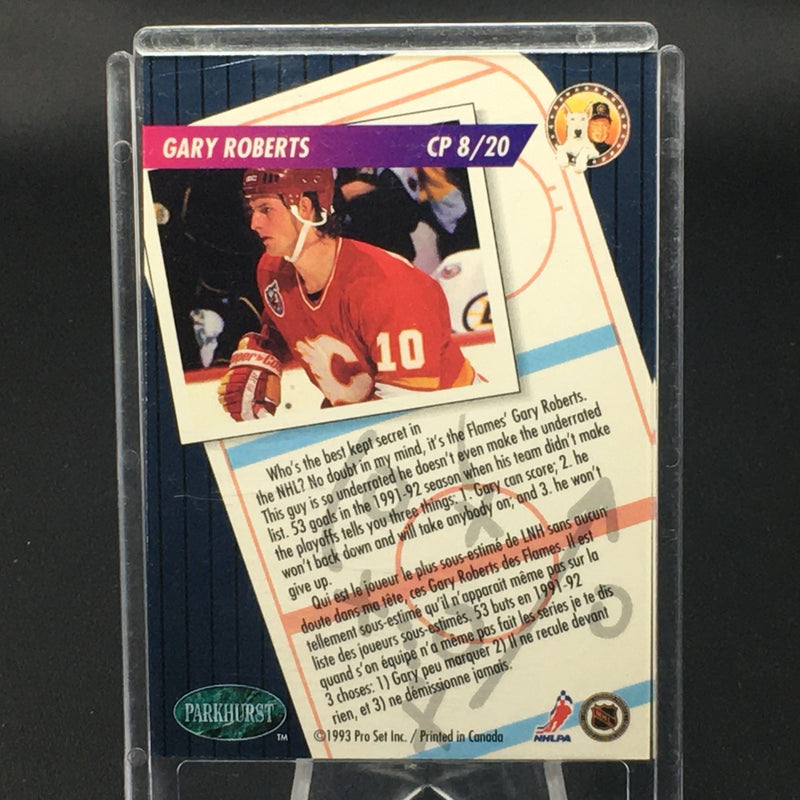 GARY ROBERTS CP 8/20
10
Who's the best kept secret in
the NHL? No doubt in my mind, it's the Flames' Gary Roberts.
This guy is so underrated he doesn't even make the underrated
list. 53 goals in the 1991-92 season when his team didn't make
the playoffs tells you three things: 1. Gary can score; 2. he
won't back down and will take anybody on; and 3. he won't
give up.
Qui est le joueur le plus sous-estimé de LNH sans aucun
doute dans ma tête, ces Gary Roberts des Flames. Il est
tellement sous-estimé qu'il n'apparait même pas sur la
liste des joueurs sous-estimés. 53 buts en 1991-92
quand s'on équipe n'a même pas fait les séries je te dis
3 choses: 1) Gary peu marquer 2) il ne recule devant
rien, et 3) ne démissionne jamais.
PARKHURST TM
©1993 Pro Set Inc. / Printed in Canada
NHLPA
NHL